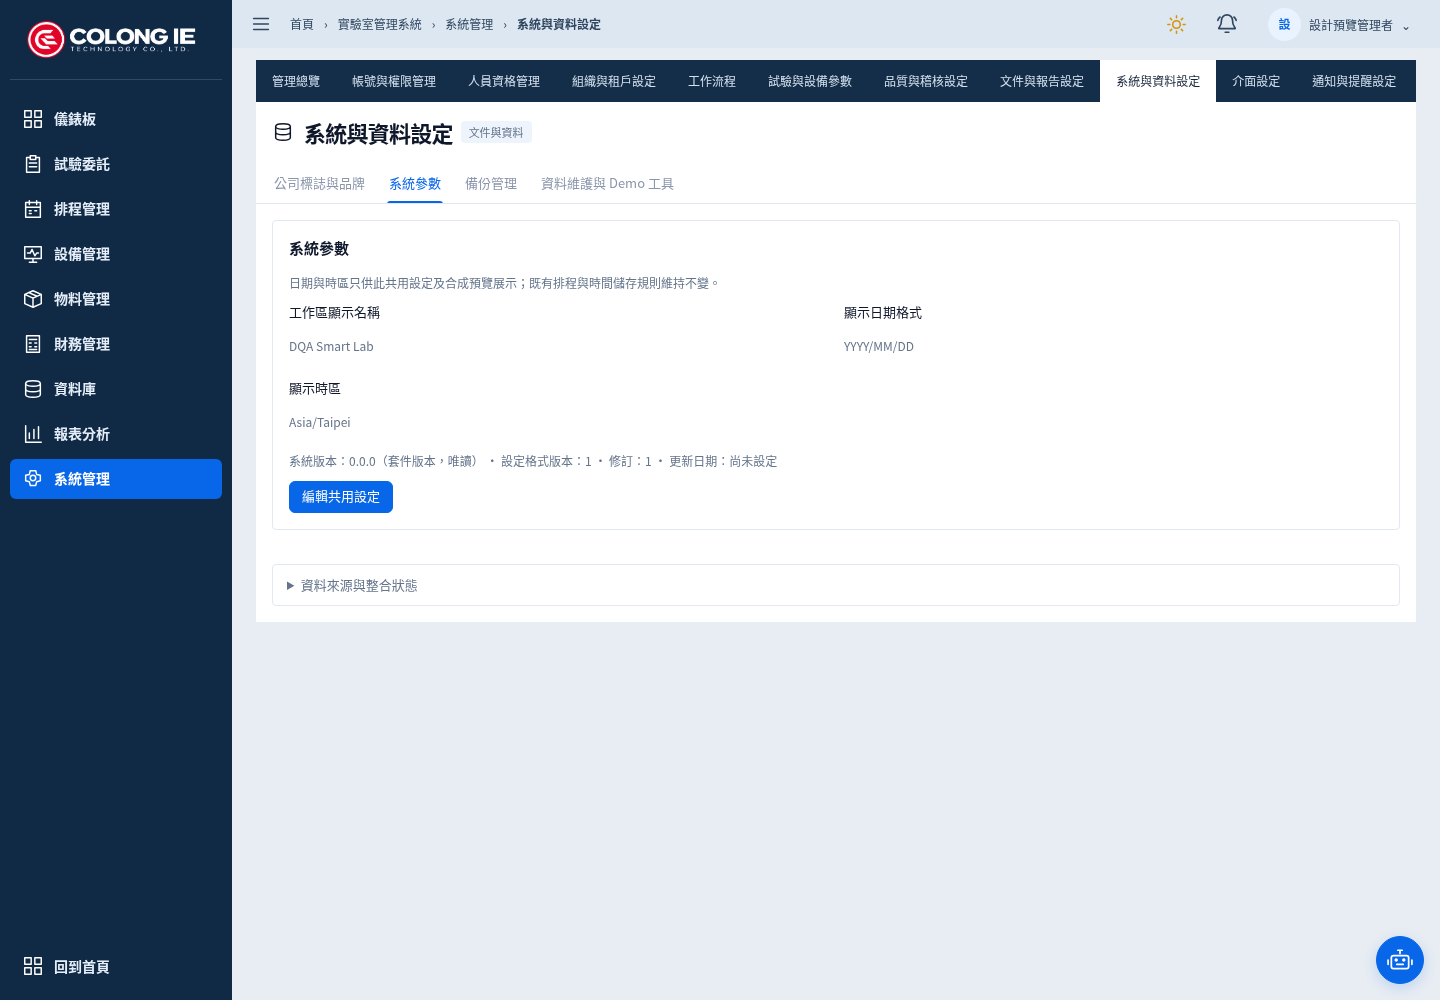 COLONG IE
TECHNOLOGY CO., LTD.
儀錶板
試驗委託
排程管理
設備管理
物料管理
財務管理
資料庫
報表分析
系統管理
回到首頁
首頁 › 實驗室管理系統 › 系統管理 › 系統與資料設定
設 設計預覽管理者
管理總覽 帳號與權限管理 人員資格管理 組織與租戶設定 工作流程 試驗與設備參數 品質與稽核設定 文件與報告設定 系統與資料設定 介面設定 通知與提醒設定
系統與資料設定 文件與資料
公司標誌與品牌 系統參數 備份管理 資料維護與 Demo 工具
系統參數
日期與時區只供此共用設定及合成預覽展示；既有排程與時間儲存規則維持不變。
工作區顯示名稱 顯示日期格式
DQA Smart Lab YYYY/MM/DD
顯示時區
Asia/Taipei
系統版本：0.0.0（套件版本，唯讀） · 設定格式版本：1 · 修訂：1 · 更新日期：尚未設定
編輯共用設定
▶ 資料來源與整合狀態